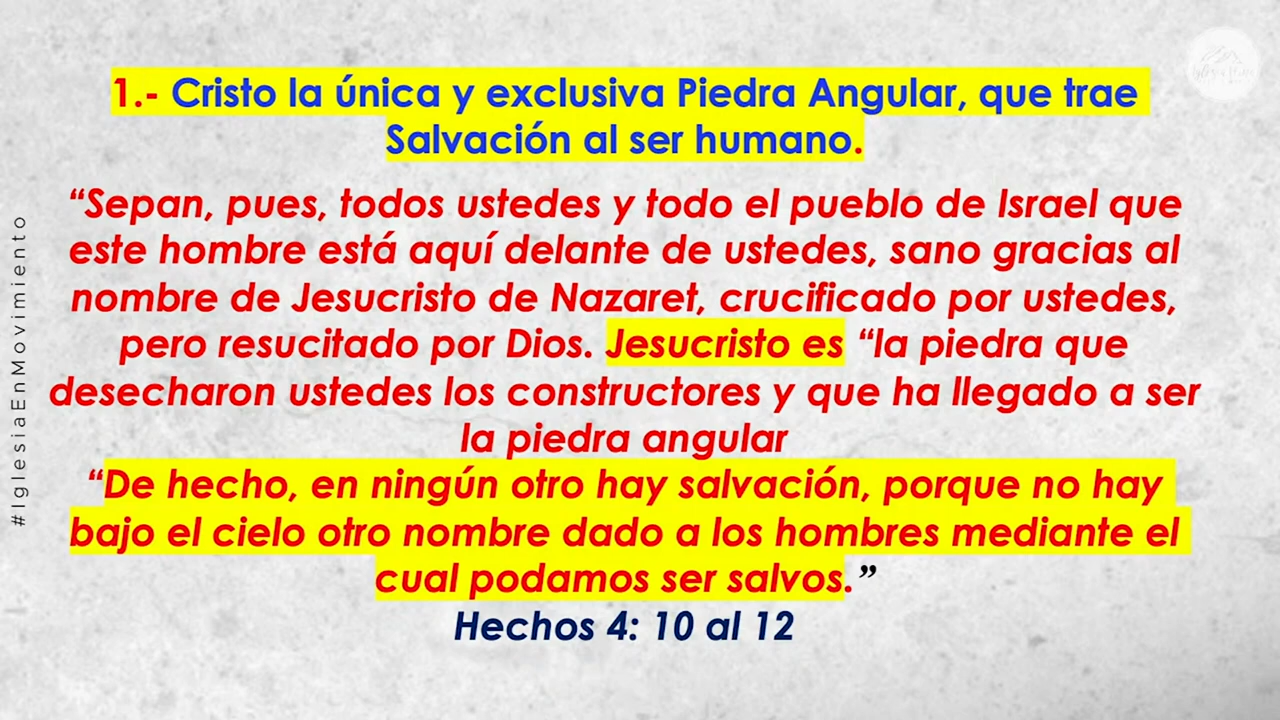 1.- Cristo la única y exclusiva Piedra Angular, que trae
Salvación al ser humano.
“Sepan, pues, todos ustedes y todo el pueblo de Israel que
este hombre está aquí delante de ustedes, sano gracias al
nombre de Jesucristo de Nazaret, crucificado por ustedes,
pero resucitado por Dios. Jesucristo es “la piedra que
desecharon ustedes los constructores y que ha llegado a ser
la piedra angular
“De hecho, en ningún otro hay salvación, porque no hay
bajo el cielo otro nombre dado a los hombres mediante el
cual podamos ser salvos.”
Hechos 4: 10 al 12
#IglesiaEnMovimiento